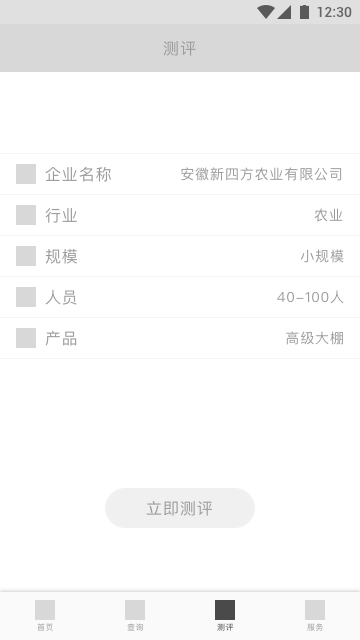 12:30
测评
企业名称 安徽新四方农业有限公司
行业 农业
规模 小规模
人员 40-100人
产品 高级大棚
立即测评
首页 查询 测评 服务